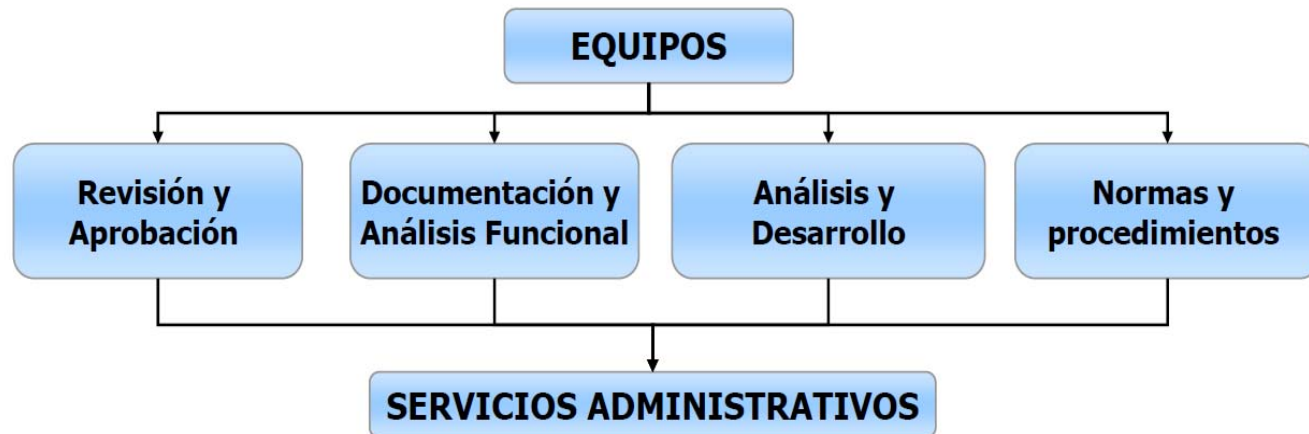 EQUIPOS
Revisión y
Aprobación
Documentación y
Análisis Funcional
Análisis y
Desarrollo
Normas y
procedimientos
SERVICIOS ADMINISTRATIVOS